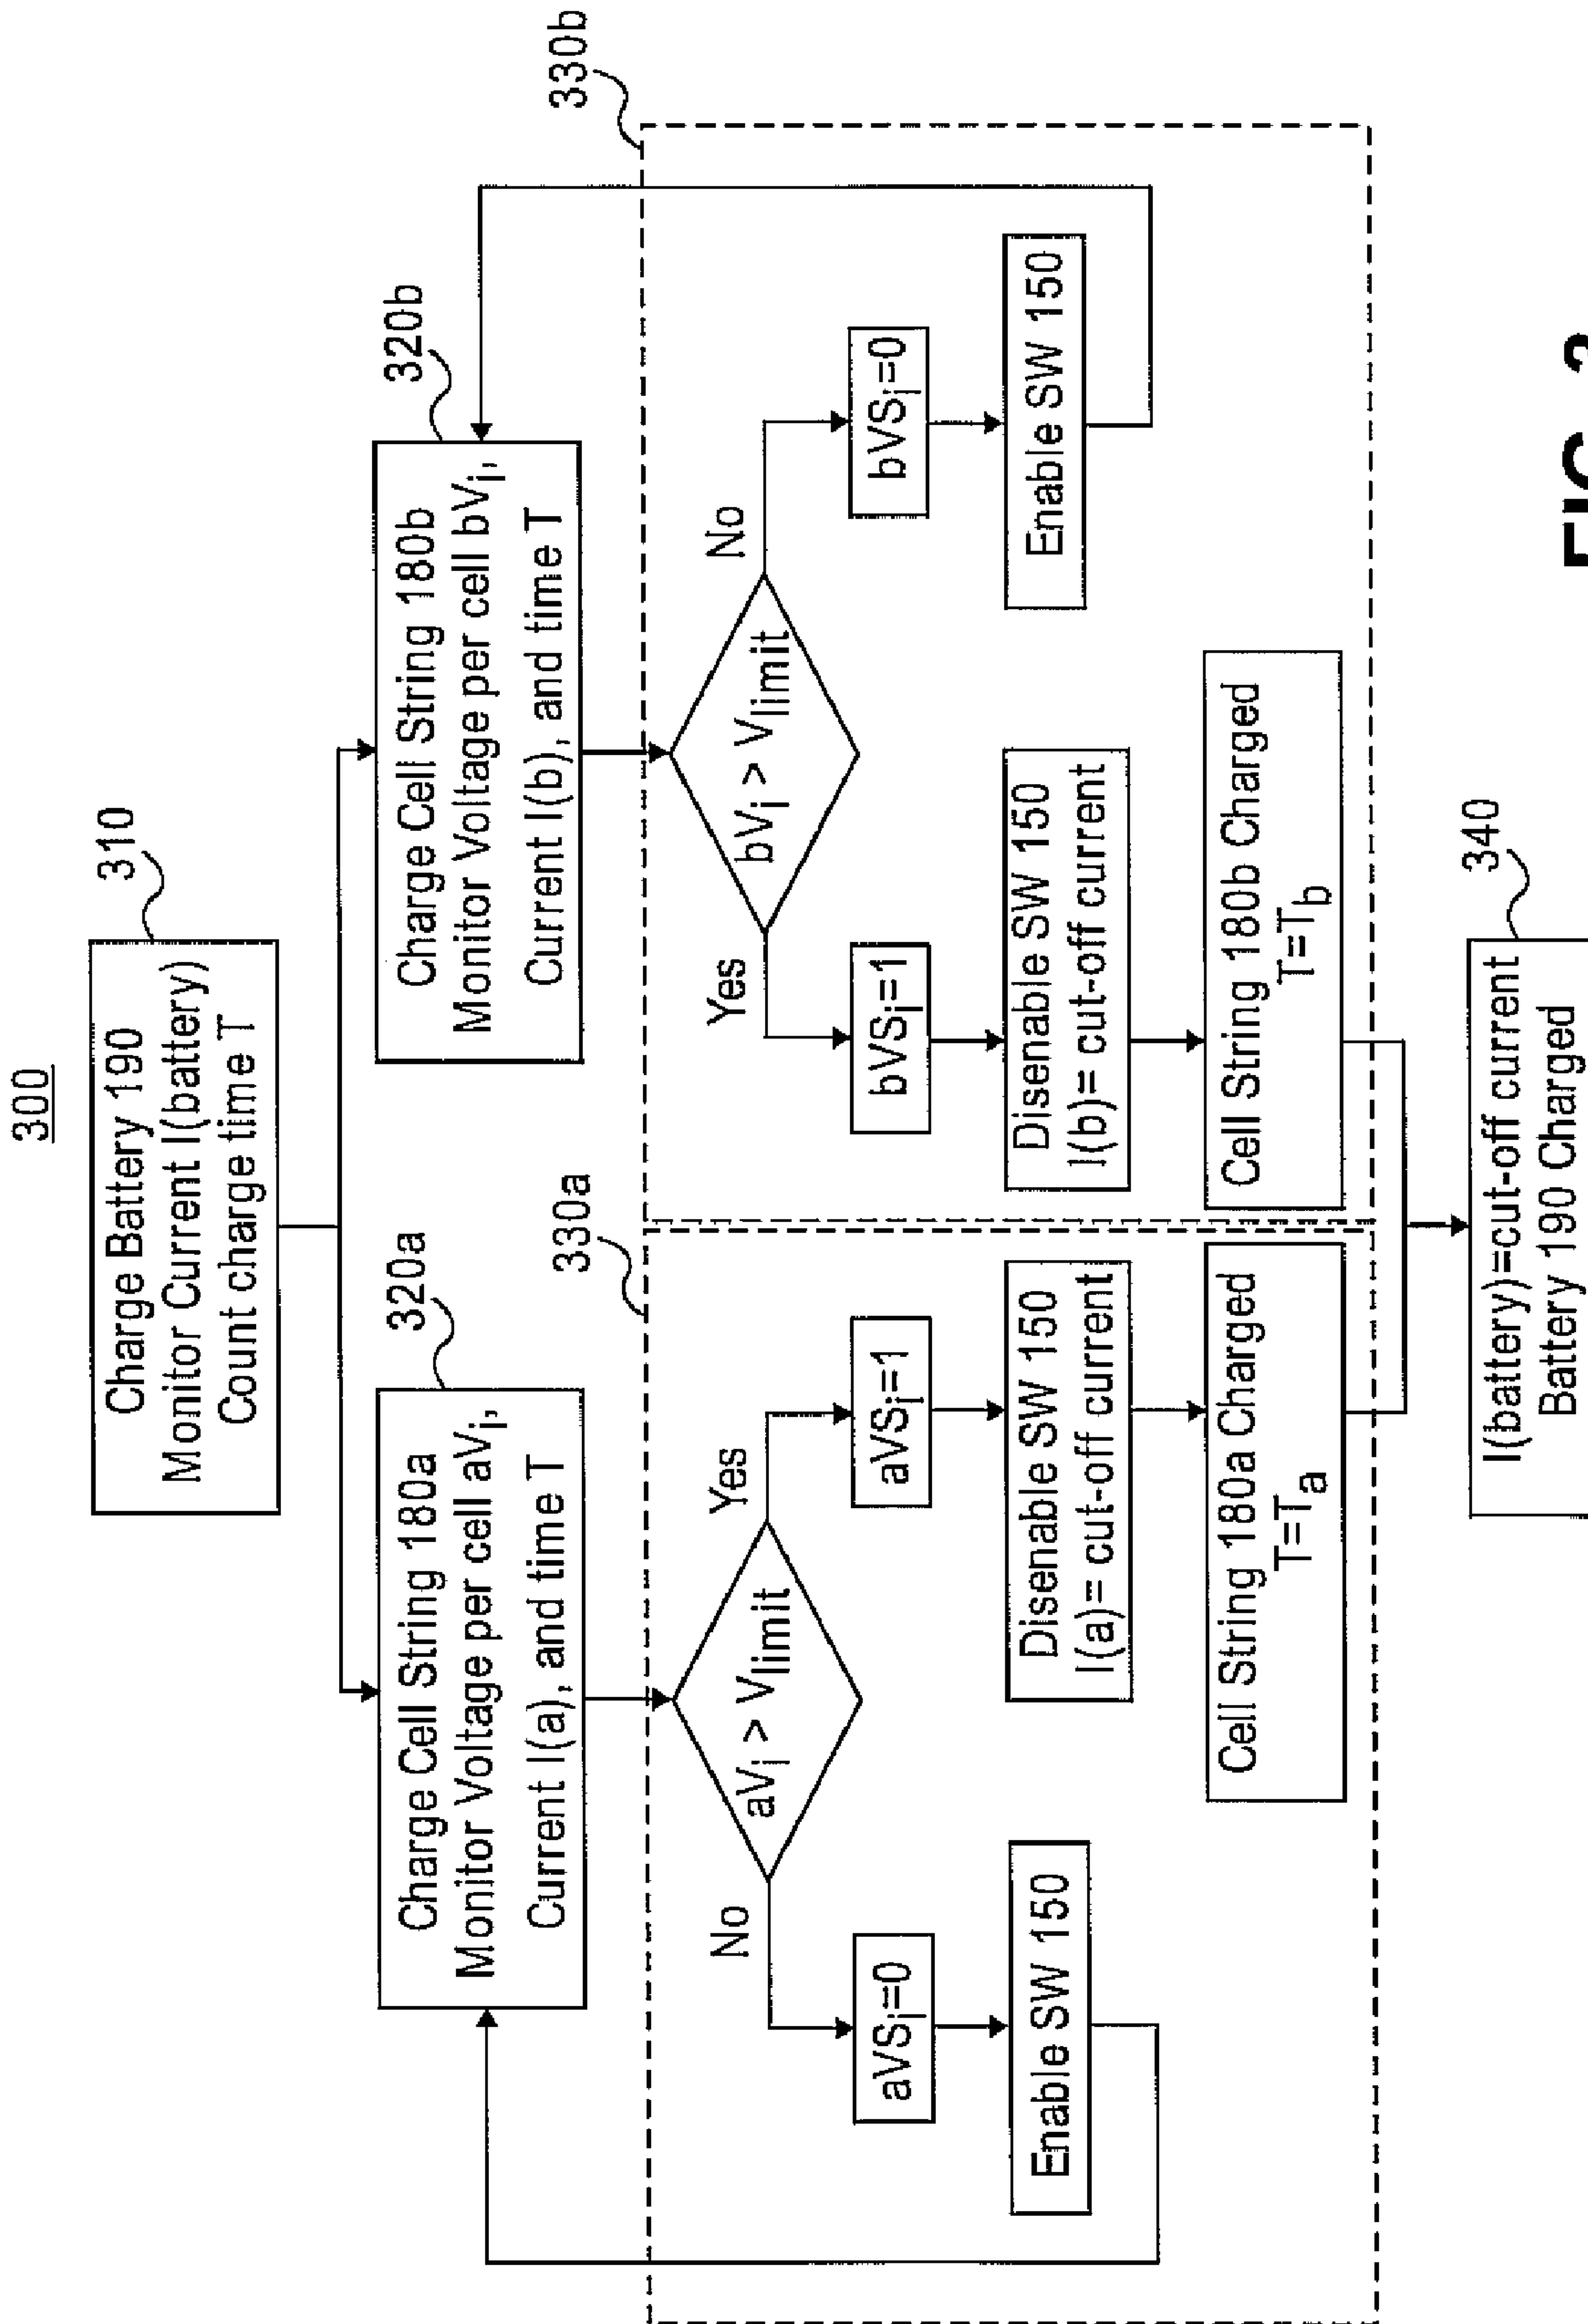 300
310
Charge Battery 190
Monitor Current I(battery)
Count charge time T
320a
Charge Cell String 180a
Monitor Voltage per cell aVi,
Current I(a), and time T
320b
Charge Cell String 180b
Monitor Voltage per cell bVi,
Current I(b), and time T
330a
aVi > Vlimit
No
Yes
aVSi=0
Enable SW 150
aVSi=1
Disenable SW 150
I(a)= cut-off current
Cell String 180a Charged
T=Ta
330b
bVi > Vlimit
Yes
No
bVSi=1
Disenable SW 150
I(b)= cut-off current
Cell String 180b Charged
T=Tb
bVSi=0
Enable SW 150
340
I(battery)=cut-off current
Battery 190 Charged